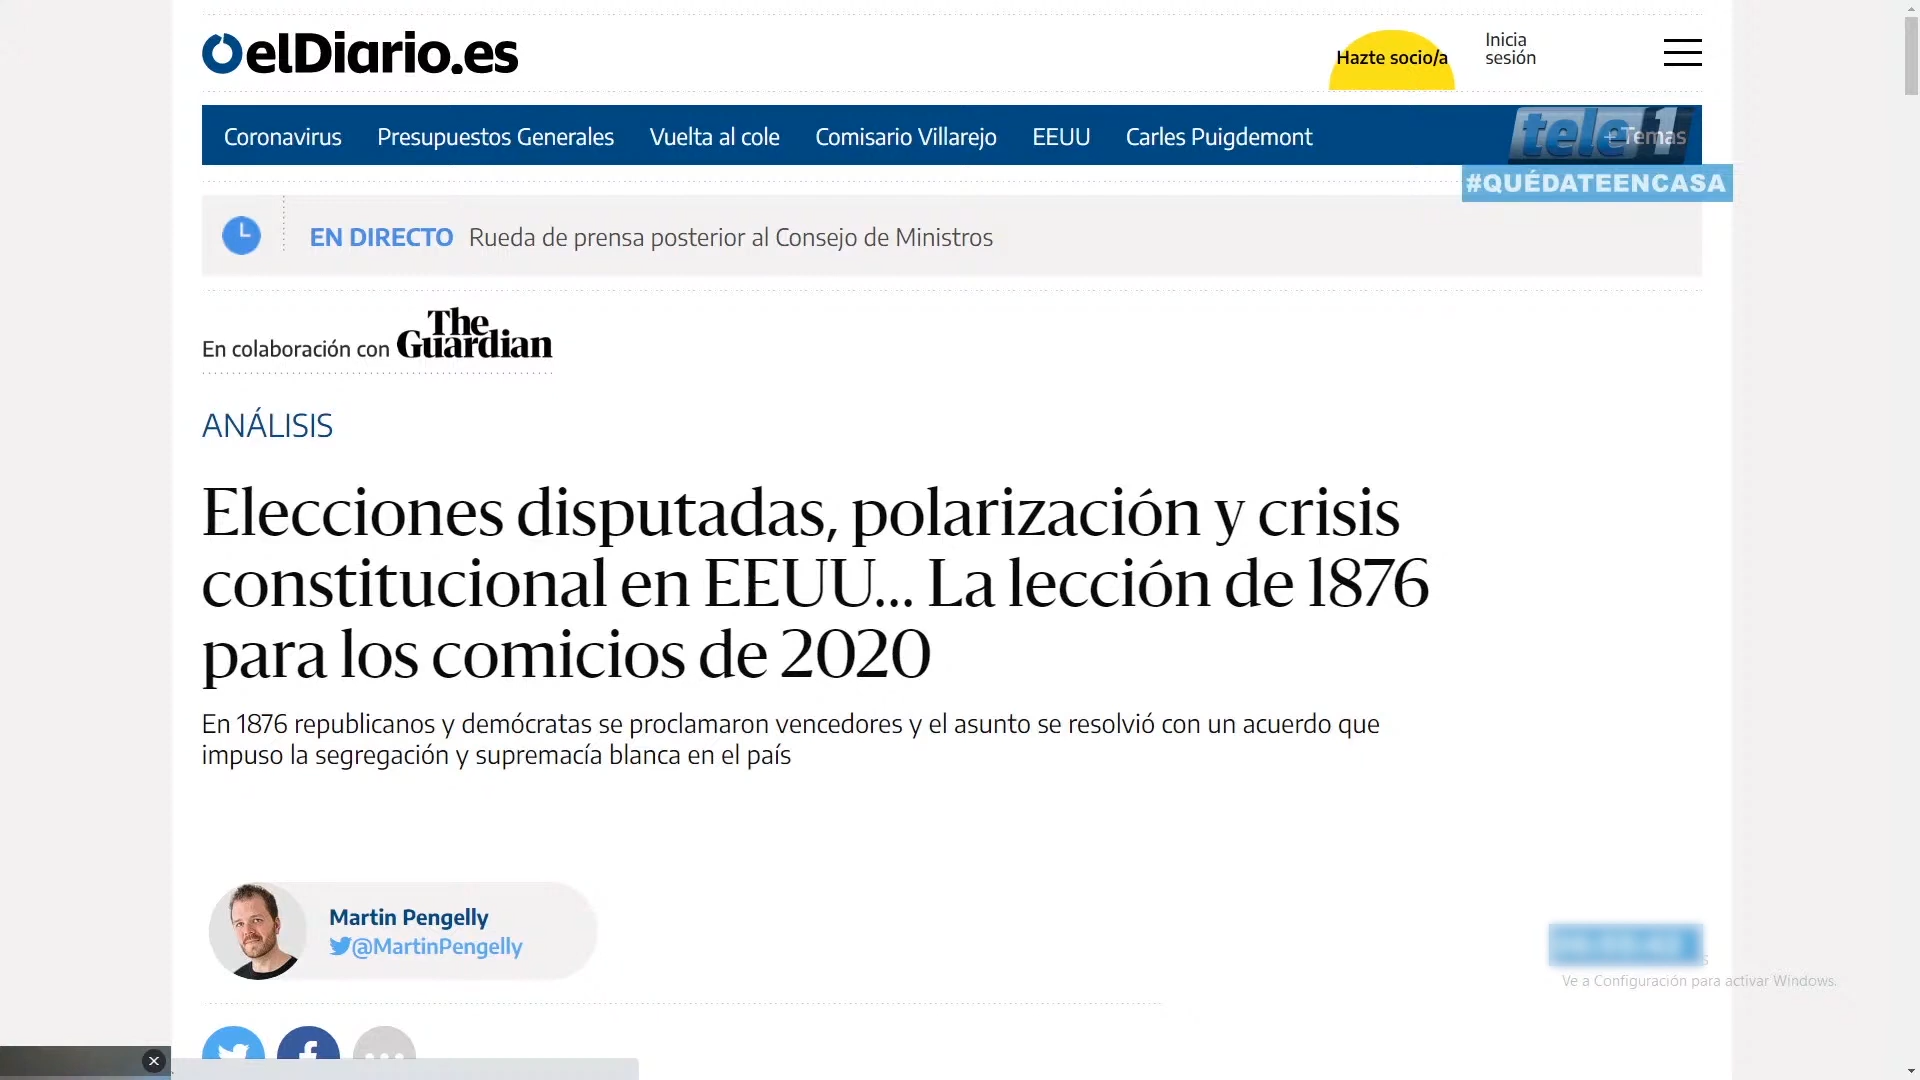 elDiario.es
Hazte socio/a
Inicia
sesión
Coronavirus Presupuestos Generales Vuelta al cole Comisario Villarejo EEUU Carles Puigdemont + Temas
tele 1
#QUÉDATEENCASA
EN DIRECTO Rueda de prensa posterior al Consejo de Ministros
En colaboración con The Guardian
ANÁLISIS
Elecciones disputadas, polarización y crisis
constitucional en EEUU... La lección de 1876
para los comicios de 2020
En 1876 republicanos y demócratas se proclamaron vencedores y el asunto se resolvió con un acuerdo que
impuso la segregación y supremacía blanca en el país
Martin Pengelly
@MartinPengelly
Ve a Configuración para activar Windows.